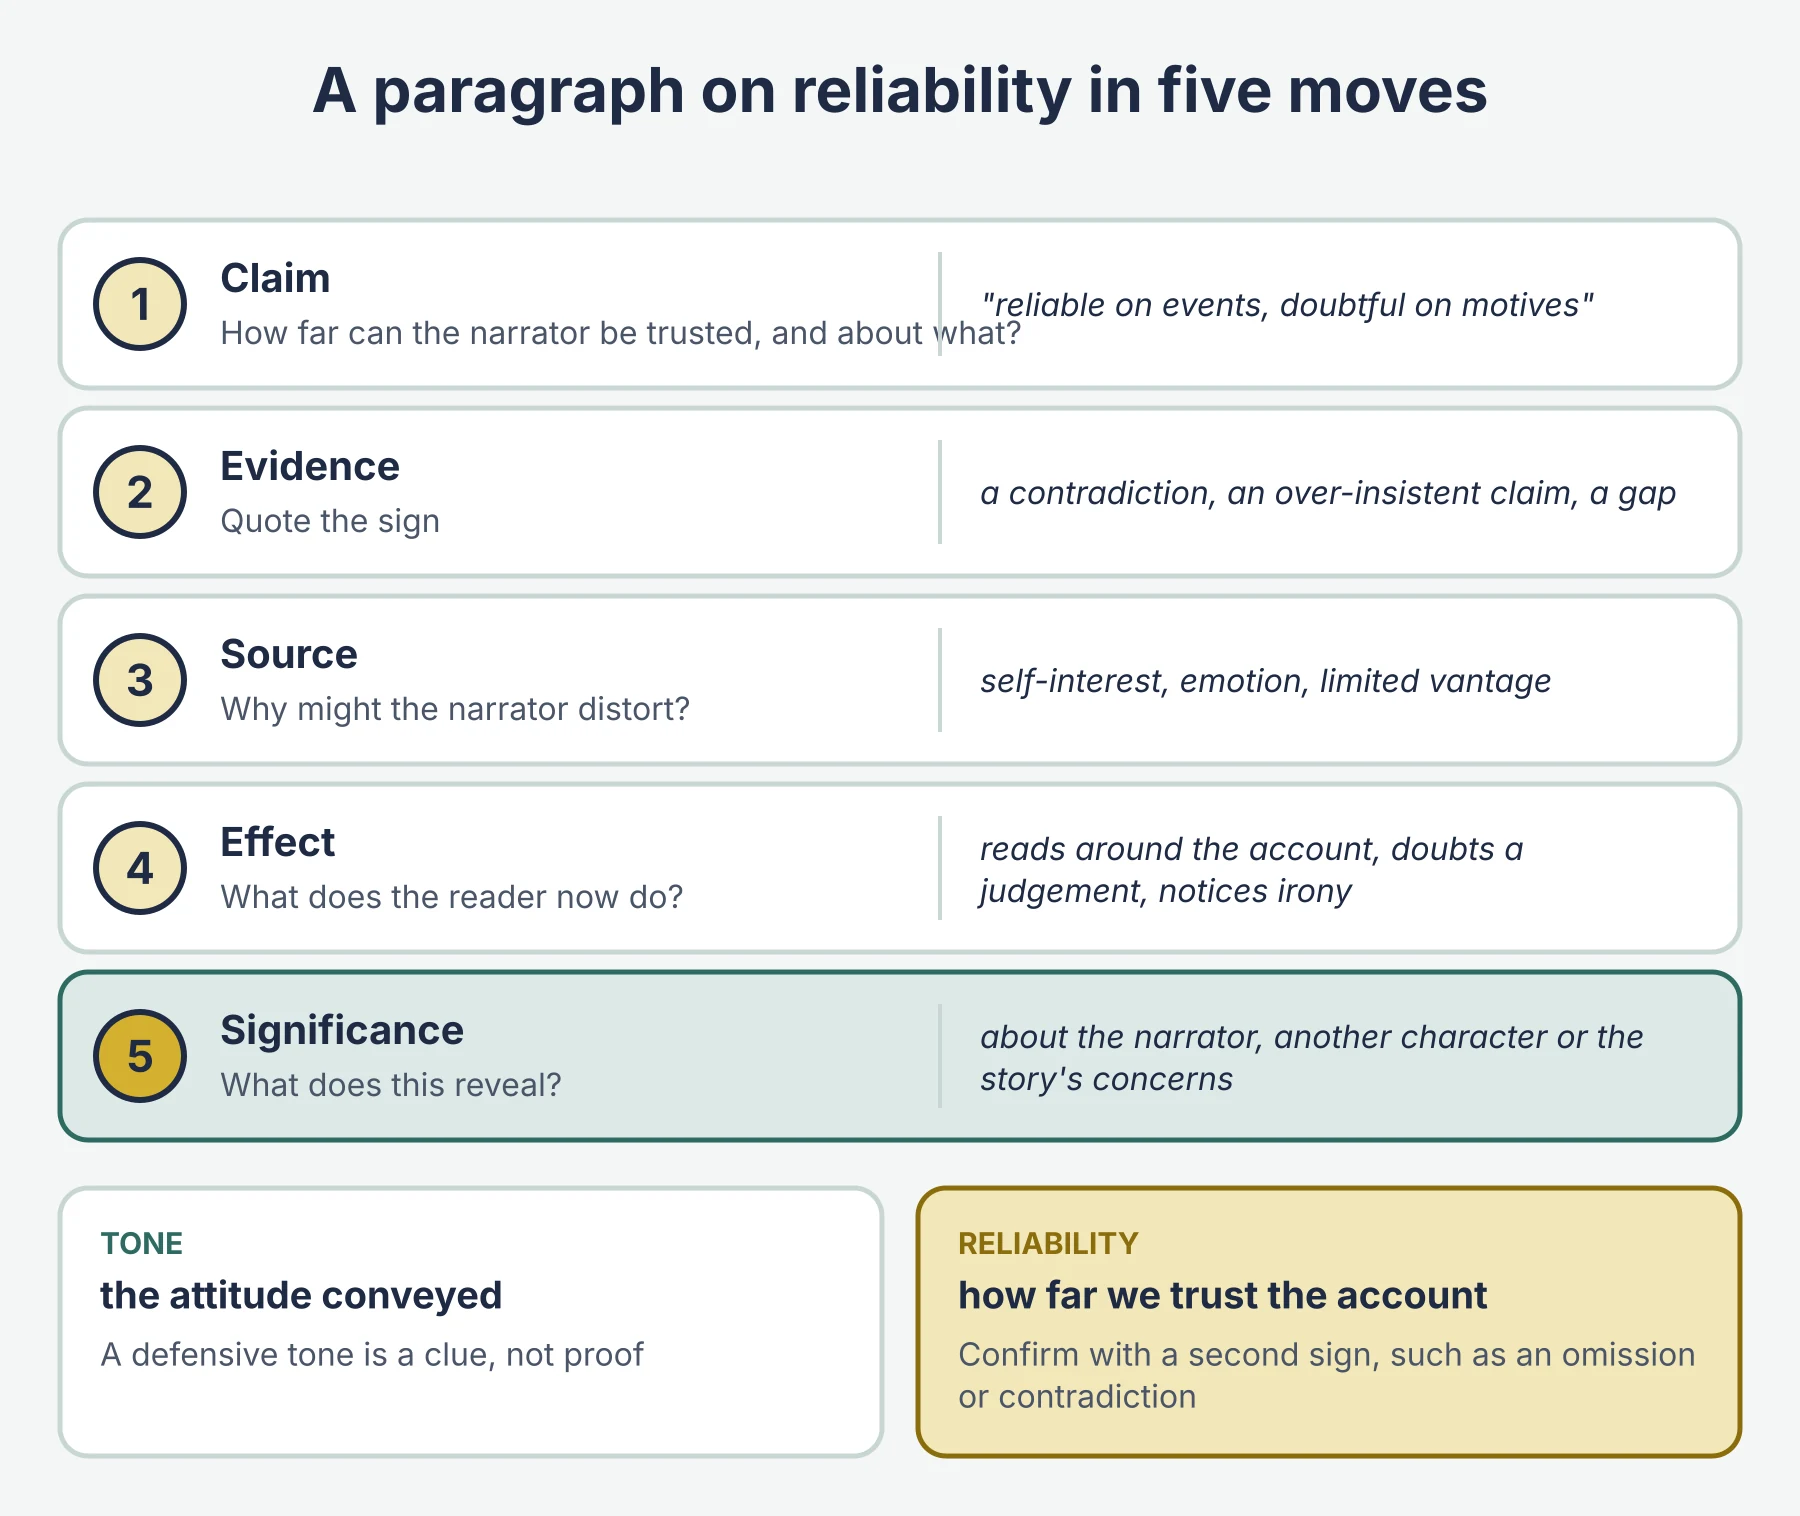 A paragraph on reliability in five moves
1
Claim
How far can the narrator be trusted, and about what?
"reliable on events, doubtful on motives"
2
Evidence
Quote the sign
a contradiction, an over-insistent claim, a gap
3
Source
Why might the narrator distort?
self-interest, emotion, limited vantage
4
Effect
What does the reader now do?
reads around the account, doubts a
judgement, notices irony
5
Significance
What does this reveal?
about the narrator, another character or the
story's concerns
TONE
the attitude conveyed
A defensive tone is a clue, not proof
RELIABILITY
how far we trust the account
Confirm with a second sign, such as an omission
or contradiction